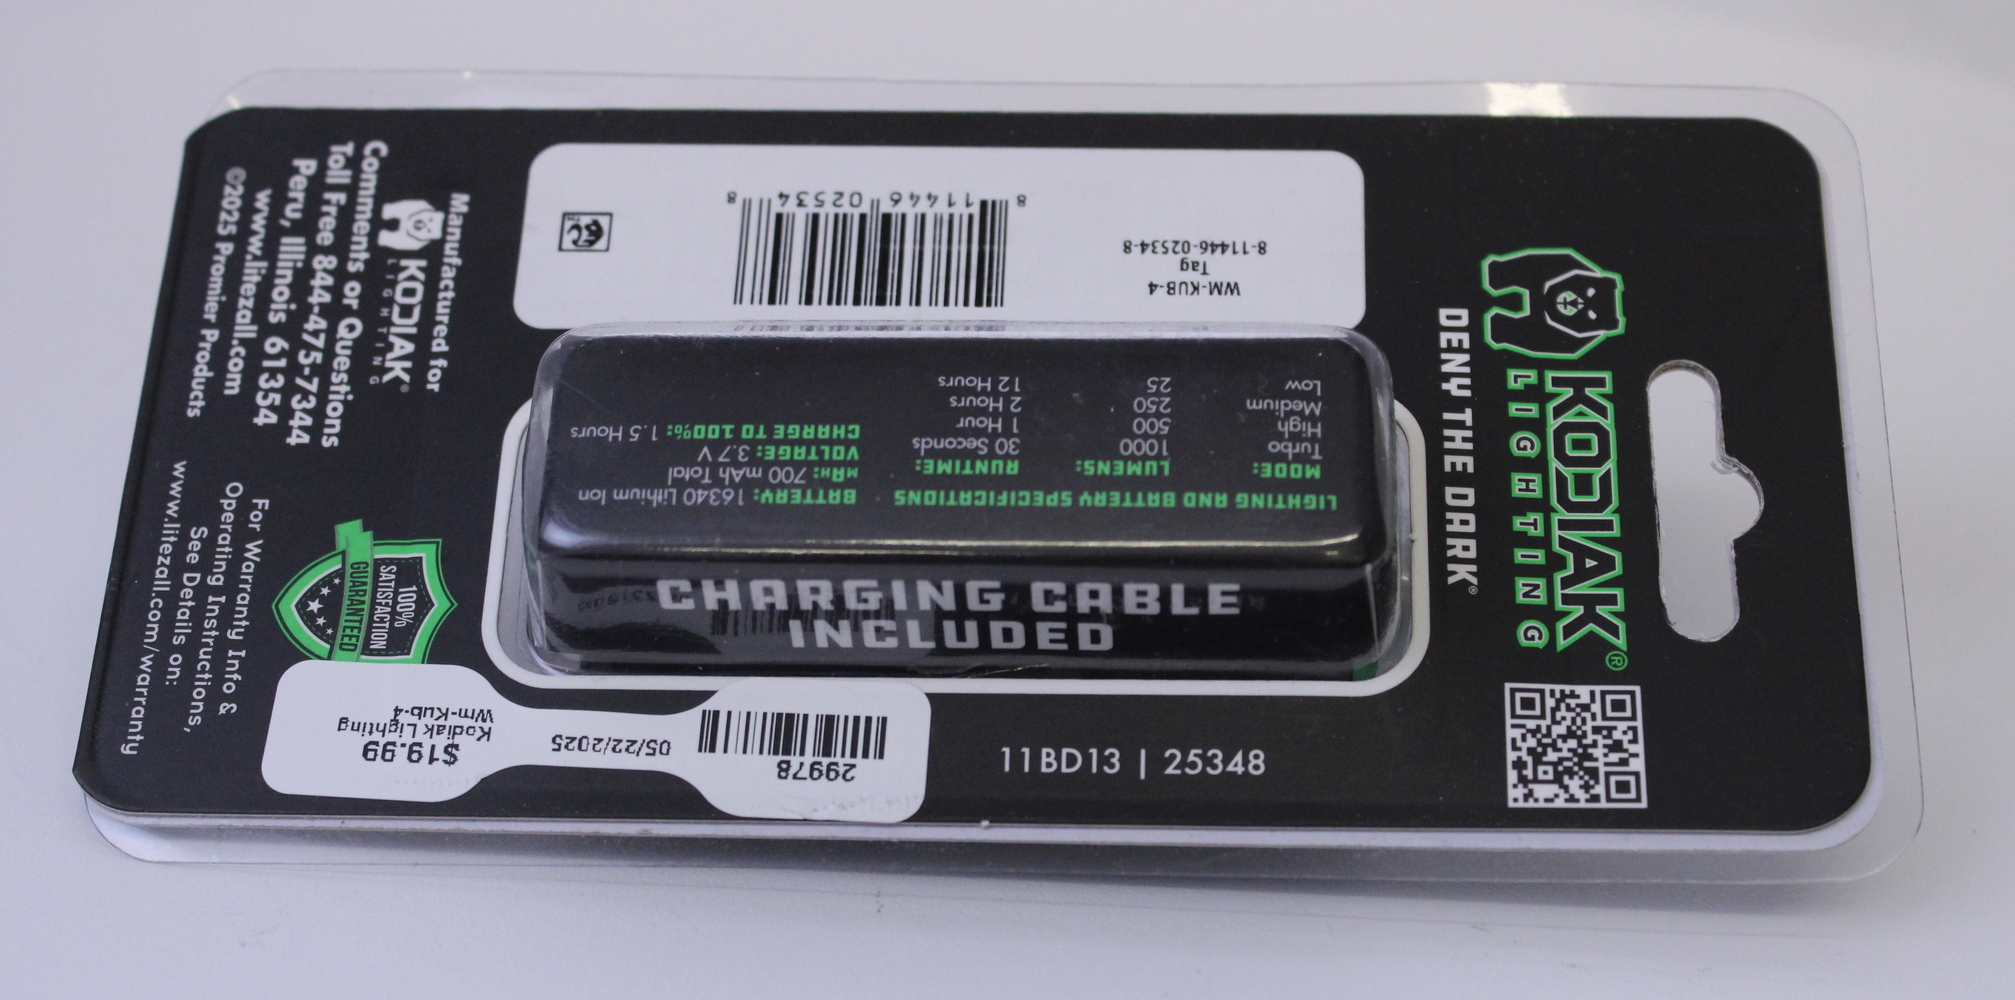 KODIAK®
LIGHTING
DENY THE DARK®
WM-KUB-4
Tag
8-11446-02534-8
8 11446 02534 8
LIGHTING AND BATTERY SPECIFICATIONS
MODE: LUMENS: RUNTIME:
Turbo 1000 30 Seconds
High 500 1 Hour
Medium 250 2 Hours
Low 25 12 Hours
BATTERY: 16340 Lithium Ion
mAH: 700 mAh Total
VOLTAGE: 3.7 V
CHARGE TO 100%: 1.5 Hours
CHARGING CABLE
INCLUDED
11BD13 | 25348
29978
05/22/2025
$19.99
Kodiak Lighting
Wm-Kub-4
100%
SATISFACTION
GUARANTEED
Manufactured for
KODIAK®
LIGHTING
Comments or Questions
Toll Free 844-475-7344
Peru, Illinois 61354
www.litezall.com
©2025 Promier Products
For Warranty Info &
Operating Instructions,
See Details on:
www.litezall.com/warranty